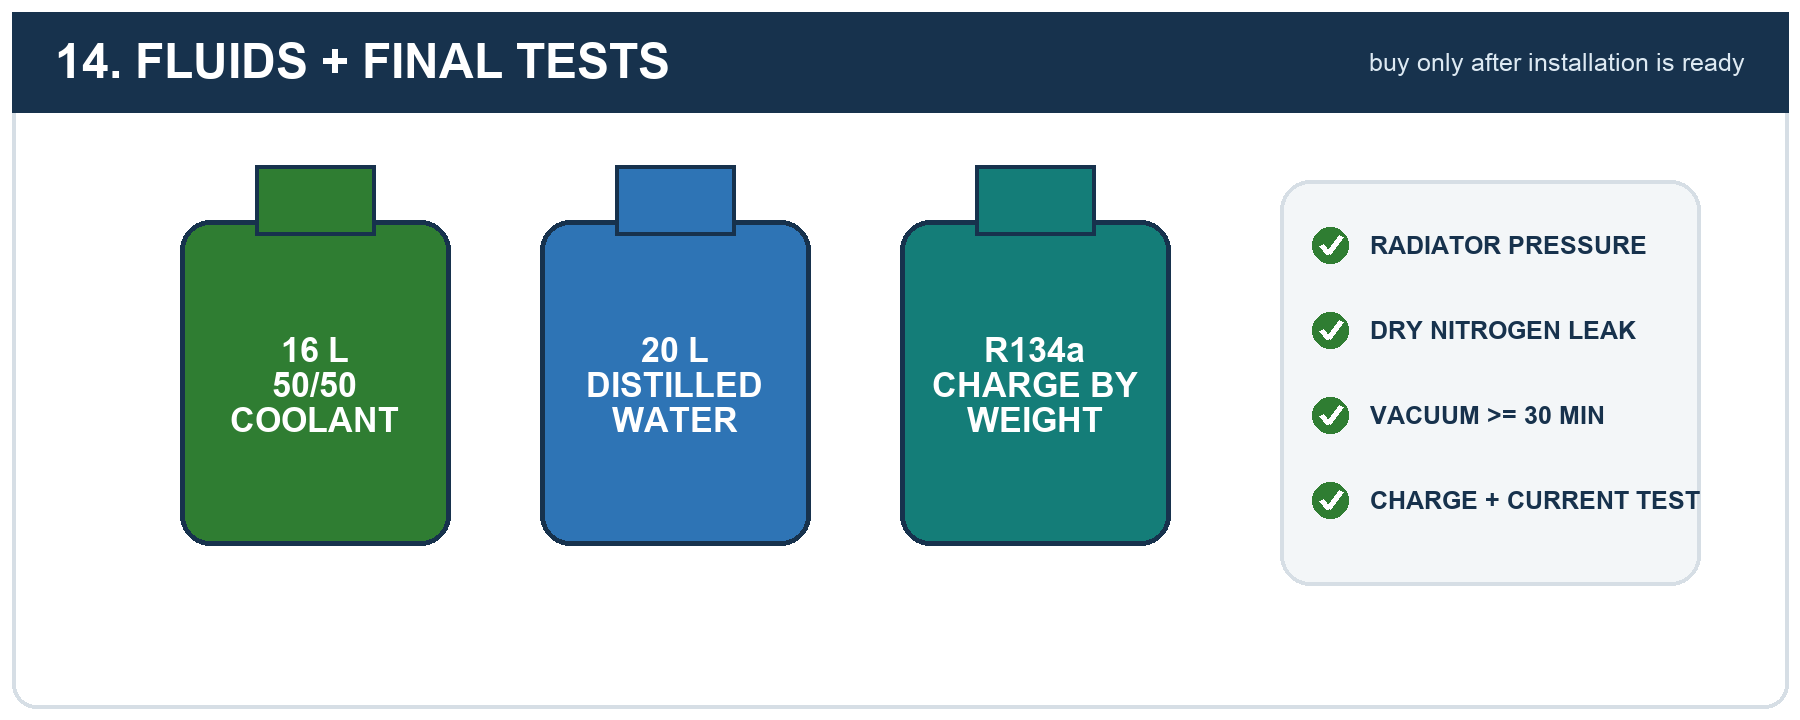 14. FLUIDS + FINAL TESTS
buy only after installation is ready
16 L
50/50
COOLANT
20 L
DISTILLED
WATER
R134a
CHARGE BY
WEIGHT
RADIATOR PRESSURE
DRY NITROGEN LEAK
VACUUM >= 30 MIN
CHARGE + CURRENT TEST